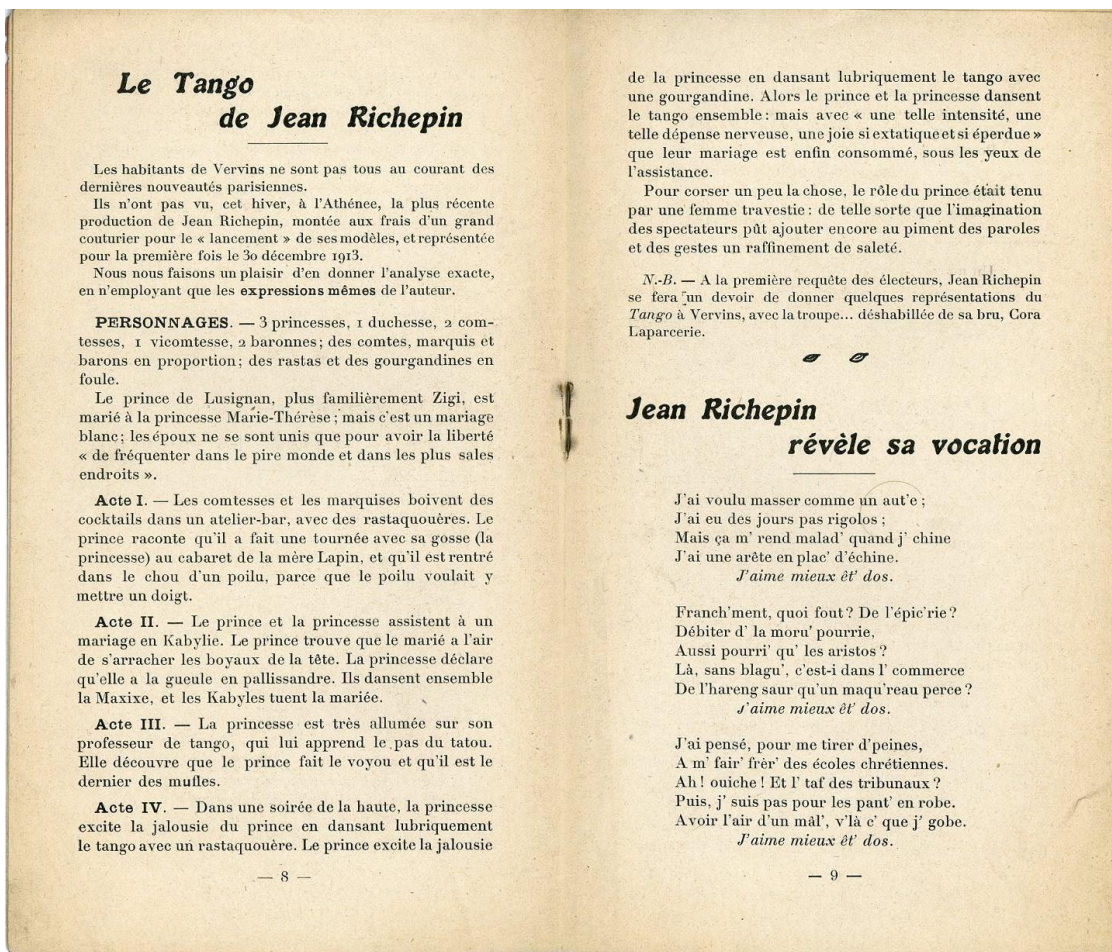 Le Tango
de Jean Richepin
Les habitants de Vervins ne sont pas tous au courant des
dernières nouveautés parisiennes.
Ils n'ont pas vu, cet hiver, à l'Athénée, la plus récente
production de Jean Richepin, montée aux frais d'un grand
couturier pour le « lancement » de ses modèles, et représentée
pour la première fois le 30 décembre 1913.
Nous nous faisons un plaisir d'en donner l'analyse exacte,
en n'employant que les expressions mêmes de l'auteur.
PERSONNAGES. — 3 princesses, 1 duchesse, 2 com-
tesses, 1 vicomtesse, 2 baronnes; des comtes, marquis et
barons en proportion; des rastas et des gourgandines en
foule.
Le prince de Lusignan, plus familièrement Zigi, est
marié à la princesse Marie-Thérèse; mais c'est un mariage
blanc; les époux ne se sont unis que pour avoir la liberté
« de fréquenter dans le pire monde et dans les plus sales
endroits ».
Acte I. — Les comtesses et les marquises boivent des
cocktails dans un atelier-bar, avec des rastaquouères. Le
prince raconte qu'il a fait une tournée avec sa gosse (la
princesse) au cabaret de la mère Lapin, et qu'il est rentré
dans le chou d'un poilu, parce que le poilu voulait y
mettre un doigt.
Acte II. — Le prince et la princesse assistent à un
mariage en Kabylie. Le prince trouve que le marié a l'air
de s'arracher les boyaux de la tête. La princesse déclare
qu'elle a la gueule en pallissandre. Ils dansent ensemble
la Maxixe, et les Kabyles tuent la mariée.
Acte III. — La princesse est très allumée sur son
professeur de tango, qui lui apprend le pas du tatou.
Elle découvre que le prince fait le voyou et qu'il est le
dernier des mufles.
Acte IV. — Dans une soirée de la haute, la princesse
excite la jalousie du prince en dansant lubriquement
le tango avec un rastaquouère. Le prince excite la jalousie
— 8 —
de la princesse en dansant lubriquement le tango avec
une gourgandine. Alors le prince et la princesse dansent
le tango ensemble: mais avec « une telle intensité, une
telle dépense nerveuse, une joie si extatique et si éperdue »
que leur mariage est enfin consommé, sous les yeux de
l'assistance.
Pour corser un peu la chose, le rôle du prince était tenu
par une femme travestie: de telle sorte que l'imagination
des spectateurs pût ajouter encore au piment des paroles
et des gestes un raffinement de saleté.
N.-B. — A la première requête des électeurs, Jean Richepin
se fera un devoir de donner quelques représentations du
Tango à Vervins, avec la troupe... déshabillée de sa bru, Cora
Laparcerie.
Jean Richepin
révèle sa vocation
J'ai voulu masser comme un aut'e;
J'ai eu des jours pas rigolos;
Mais ça m' rend malad' quand j' chine
J'ai une arête en plac' d'échine.
J'aime mieux êt' dos.
Franch'ment, quoi fout? De l'épic'rie?
Débiter d' la moru' pourrie,
Aussi pourri' qu' les aristos?
Là, sans blagu', c'est-i dans l' commerce
De l'hareng saur qu'un maqu'reau perce?
J'aime mieux êt' dos.
J'ai pensé, pour me tirer d'peines,
A m' fair' frèr' des écoles chrétiennes.
Ah! ouiche! Et l' taf des tribunaux?
Puis, j' suis pas pour les pant' en robe.
Avoir l'air d'un mâl', v'là c' que j' gobe.
J'aime mieux êt' dos.
— 9 —